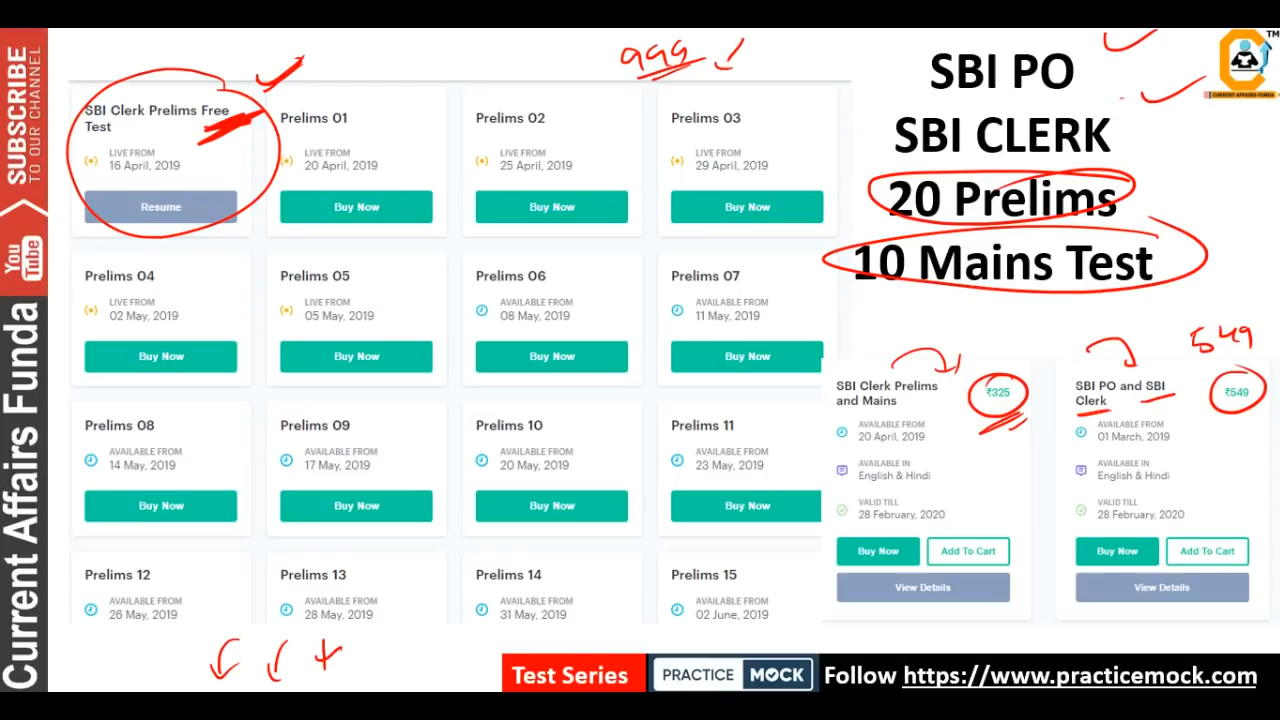 SUBSCRIBE
TO OUR CHANNEL
You
Tube
Current Affairs Funda
999
SBI Clerk Prelims Free
Test
LIVE FROM
16 April, 2019
Resume
Prelims 01
LIVE FROM
20 April, 2019
Buy Now
Prelims 02
LIVE FROM
25 April, 2019
Buy Now
Prelims 03
LIVE FROM
29 April, 2019
Buy Now
Prelims 04
LIVE FROM
02 May, 2019
Buy Now
Prelims 05
LIVE FROM
05 May, 2019
Buy Now
Prelims 06
AVAILABLE FROM
08 May, 2019
Buy Now
Prelims 07
AVAILABLE FROM
11 May, 2019
Buy Now
Prelims 08
AVAILABLE FROM
14 May, 2019
Buy Now
Prelims 09
AVAILABLE FROM
17 May, 2019
Buy Now
Prelims 10
AVAILABLE FROM
20 May, 2019
Buy Now
Prelims 11
AVAILABLE FROM
23 May, 2019
Buy Now
Prelims 12
AVAILABLE FROM
26 May, 2019
Prelims 13
AVAILABLE FROM
28 May, 2019
Prelims 14
AVAILABLE FROM
31 May, 2019
Prelims 15
AVAILABLE FROM
02 June, 2019
TM
CURRENT-AFFAIRS-FUNDA
SBI PO
SBI CLERK
20 Prelims
10 Mains Test
549
SBI Clerk Prelims
and Mains
₹325
AVAILABLE FROM
20 April, 2019
AVAILABLE IN
English & Hindi
VALID TILL
28 February, 2020
Buy Now
Add To Cart
View Details
SBI PO and SBI
Clerk
₹549
AVAILABLE FROM
01 March, 2019
AVAILABLE IN
English & Hindi
VALID TILL
28 February, 2020
Buy Now
Add To Cart
View Details
Test Series
PRACTICE MOCK
Follow https://www.practicemock.com